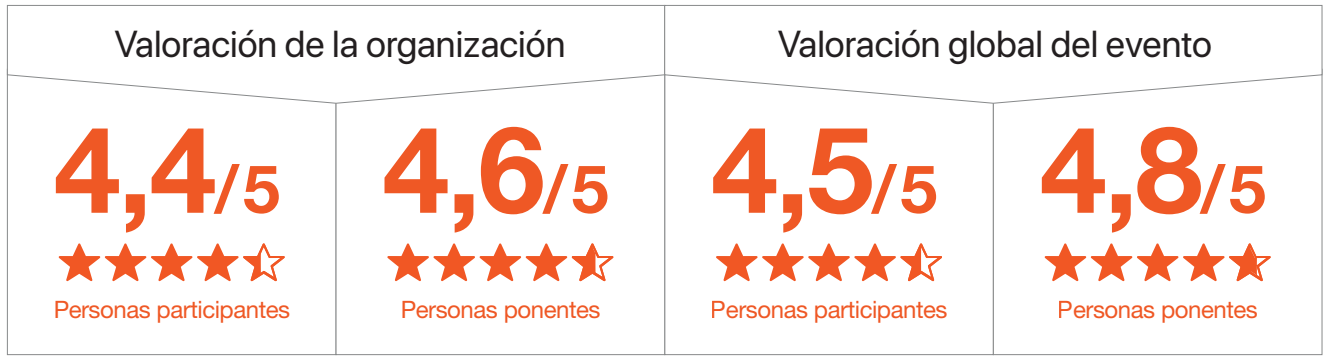 Valoración de la organización
Valoración global del evento
4,4/5
4,6/5
4,5/5
4,8/5
Personas participantes
Personas ponentes
Personas participantes
Personas ponentes